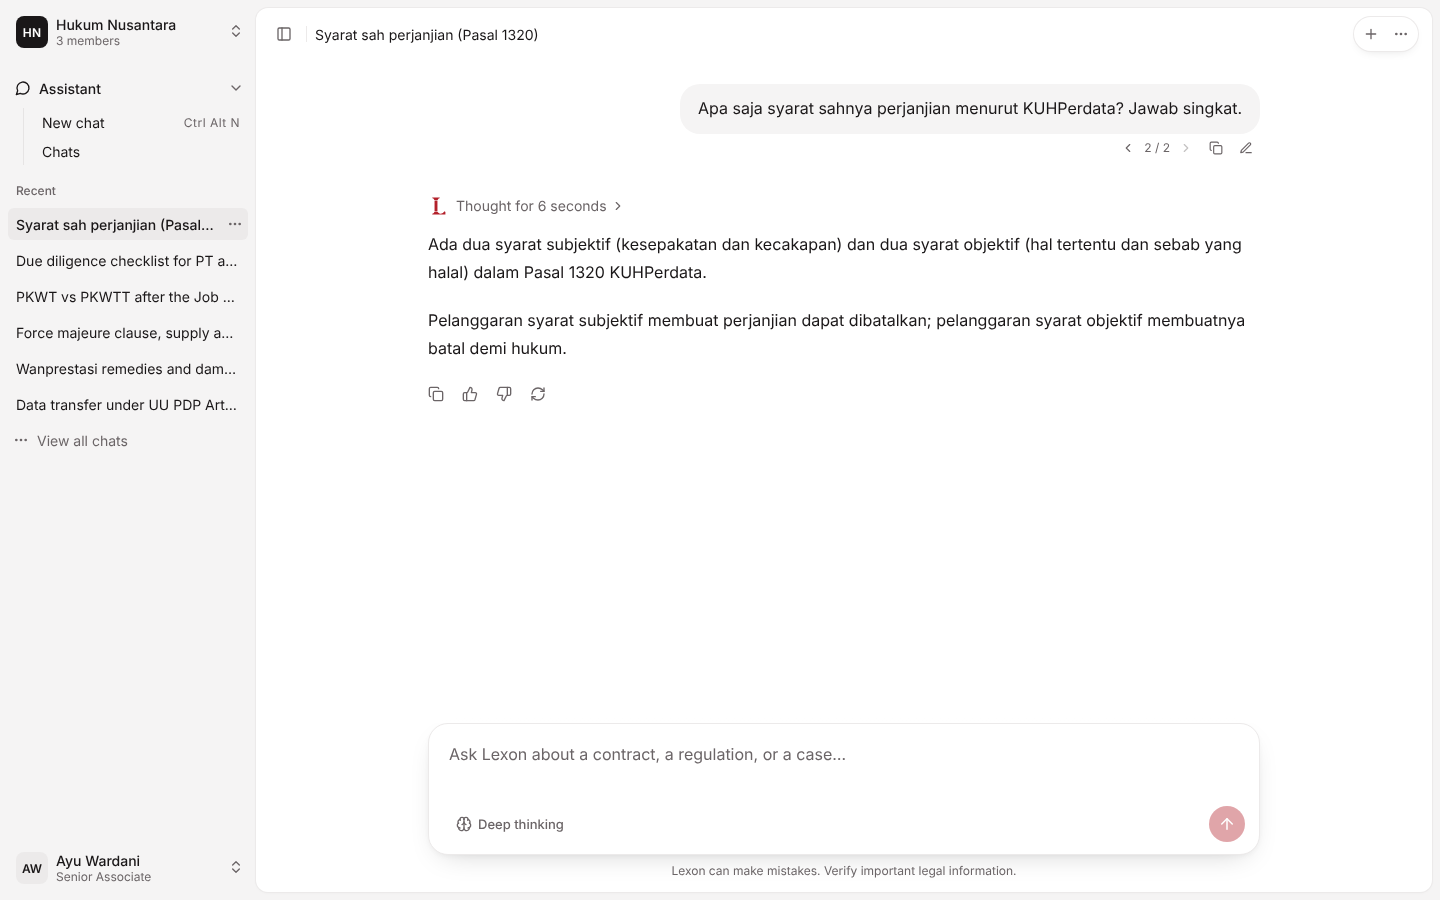 HN
Hukum Nusantara
3 members
Assistant
New chat Ctrl Alt N
Chats
Recent
Syarat sah perjanjian (Pasal...
Due diligence checklist for PT a...
PKWT vs PKWTT after the Job ...
Force majeure clause, supply a...
Wanprestasi remedies and dam...
Data transfer under UU PDP Art...
View all chats
AW
Ayu Wardani
Senior Associate
Syarat sah perjanjian (Pasal 1320)
Apa saja syarat sahnya perjanjian menurut KUHPerdata? Jawab singkat.
2 / 2
L Thought for 6 seconds
Ada dua syarat subjektif (kesepakatan dan kecakapan) dan dua syarat objektif (hal tertentu dan sebab yang
halal) dalam Pasal 1320 KUHPerdata.
Pelanggaran syarat subjektif membuat perjanjian dapat dibatalkan; pelanggaran syarat objektif membuatnya
batal demi hukum.
Ask Lexon about a contract, a regulation, or a case...
Deep thinking
Lexon can make mistakes. Verify important legal information.